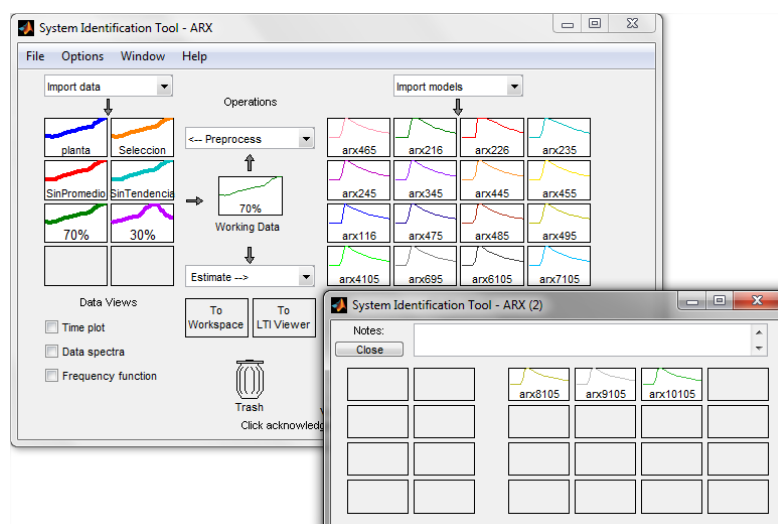 System Identification Tool - ARX
File Options Window Help
Import data
Operations
Import models
planta Seleccion
<-- Preprocess
arx465 arx216 arx226 arx235
SinPromedio SinTendencia
arx245 arx345 arx445 arx455
70% 30%
70%
Working Data
arx116 arx475 arx485 arx495
Estimate -->
arx4105 arx695 arx6105 arx7105
Data Views
Time plot
Data spectra
Frequency function
To Workspace
To LTI Viewer
Trash
Click acknowledg
System Identification Tool - ARX (2)
Notes:
Close
arx8105 arx9105 arx10105